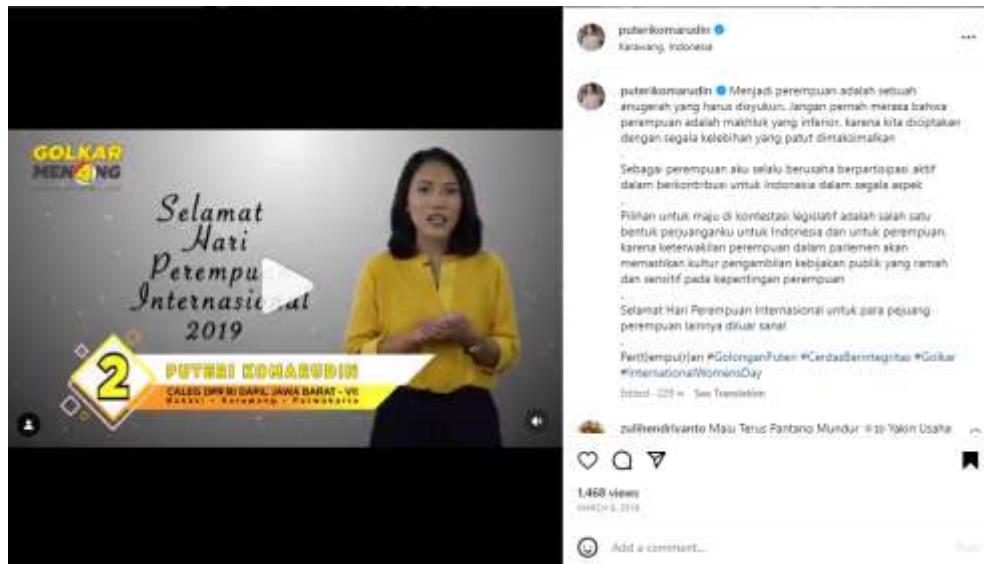 GOLKAR
MENANG
Selamat
Hari
Perempuan
Internasional
2019
2
PUTERI KOMARUDIN
CALEG DPR RI DAPIL JAWA BARAT - VII
Bekasi - Karawang - Purwakarta
puterikomarudin
Karawang, Indonesia
puterikomarudin Menjadi perempuan adalah sebuah
anugerah yang harus disyukuri. Jangan pernah merasa bahwa
perempuan adalah makhluk yang inferior, karena kita diciptakan
dengan segala kelebihan yang patut dimaksimalkan
.
Sebagai perempuan aku selalu berusaha berpartisipasi aktif
dalam berkontribusi untuk Indonesia dalam segala aspek
.
Pilihan untuk maju di kontestasi legislatif adalah salah satu
bentuk perjuanganku untuk Indonesia dan untuk perempuan,
karena keterwakilan perempuan dalam parlemen akan
memastikan kultur pengambilan kebijakan publik yang ramah
dan sensitif pada kepentingan perempuan
.
Selamat Hari Perempuan Internasional untuk para pejuang
perempuan lainnya diluar sana!
.
#GolonganPuteri #CerdasBerintegritas #Golkar
#InternationalWomensDay
Edited · See Translation
zulfihendriyanto Maju Terus Pantang Mundur Yakin Usaha
1,468 views
MARCH
Add a comment...
Post